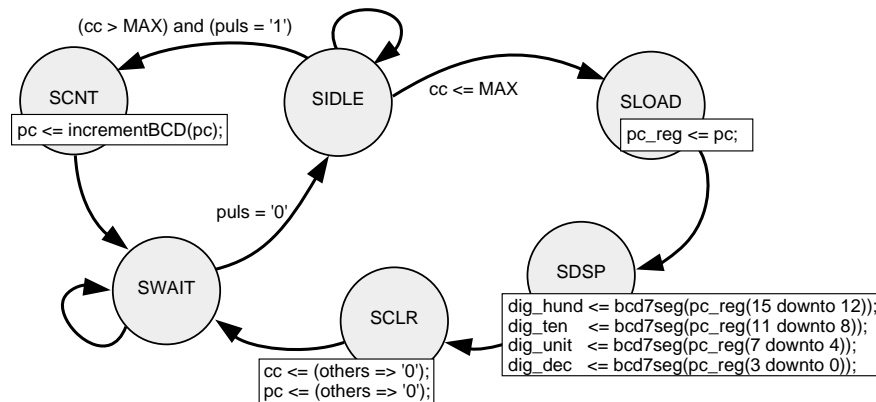 (cc > MAX) and (puls = '1')
SCNT
pc <= incrementBCD(pc);
SIDLE
cc <= MAX
SLOAD
pc_reg <= pc;
puls = '0'
SWAIT
SCLR
cc <= (others => '0');
pc <= (others => '0');
SDSP
dig_hund <= bcd7seg(pc_reg(15 downto 12));
dig_ten <= bcd7seg(pc_reg(11 downto 8));
dig_unit <= bcd7seg(pc_reg(7 downto 4));
dig_dec <= bcd7seg(pc_reg(3 downto 0));